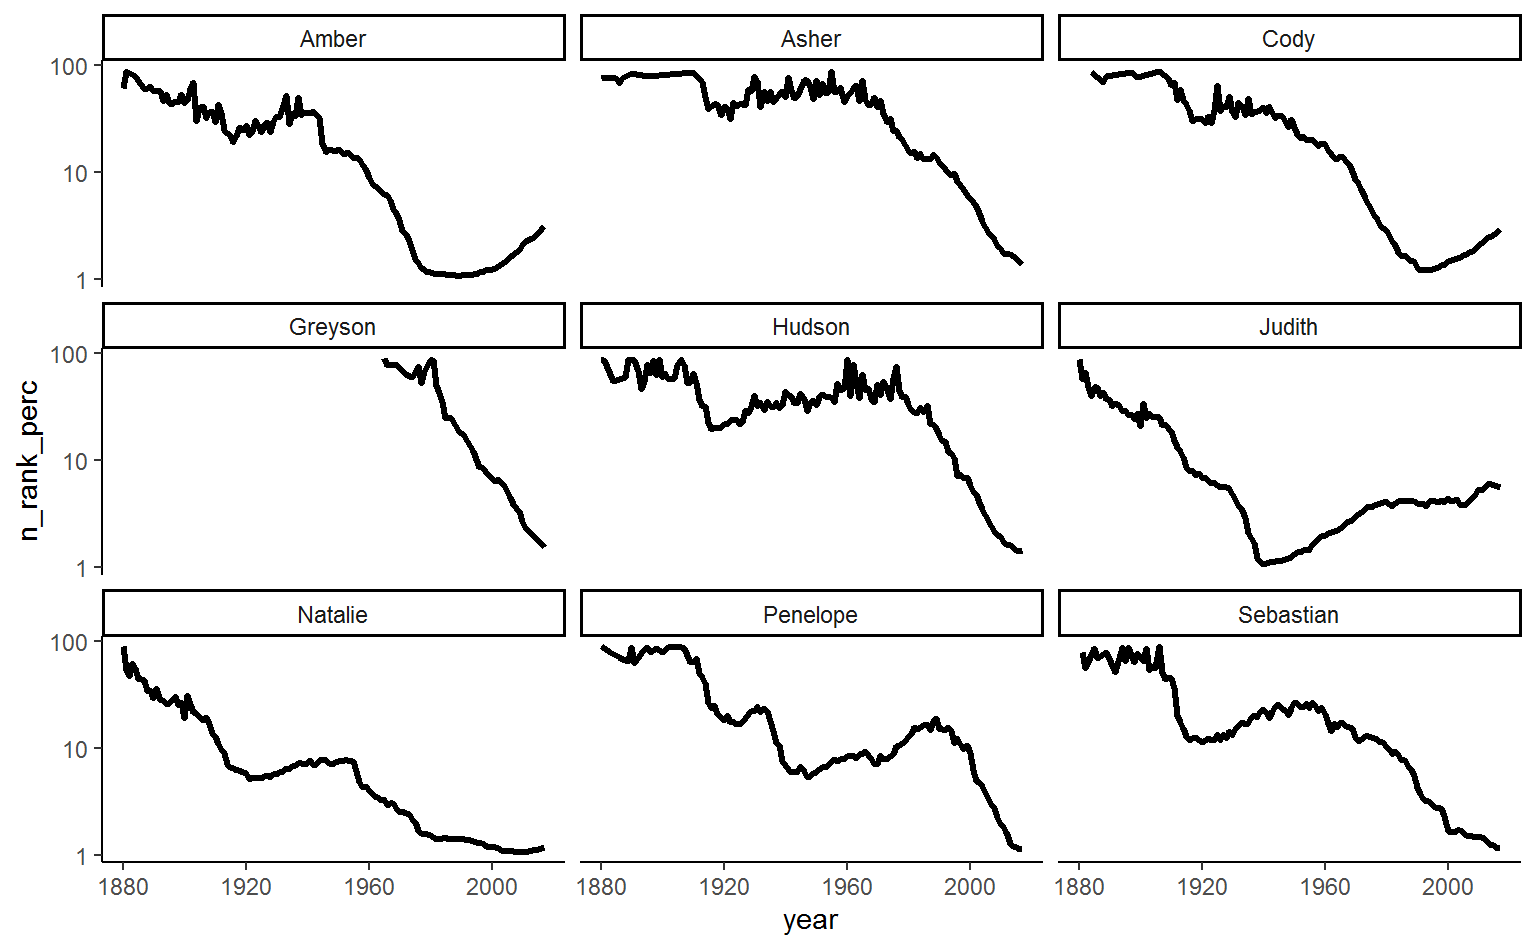 Amber Asher Cody
100
10
1
Greyson Hudson Judith
100
10
1
n_rank_perc
Natalie Penelope Sebastian
100
10
1
1880 1920 1960 2000 1880 1920 1960 2000 1880 1920 1960 2000
year